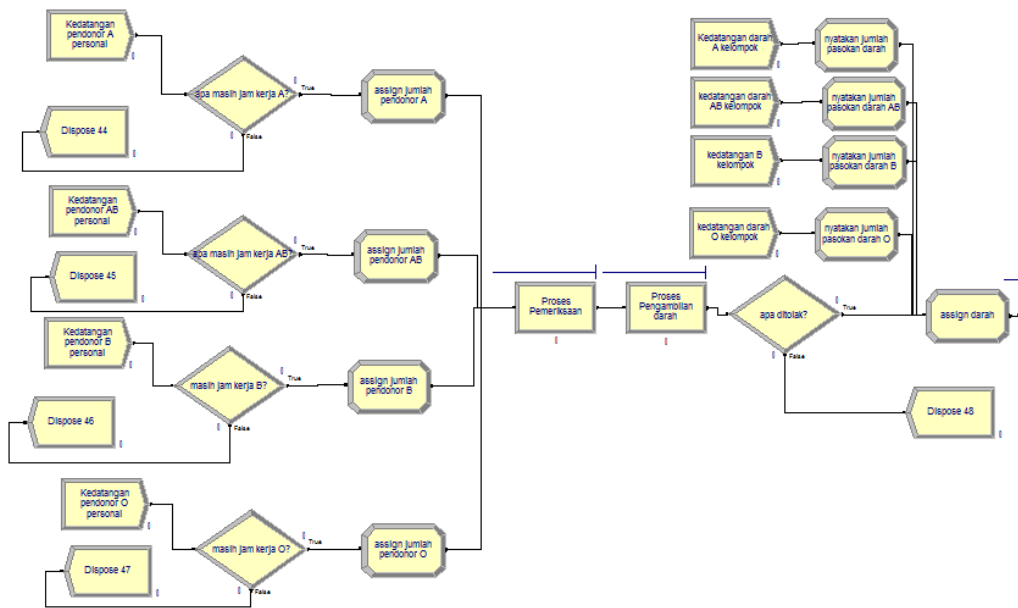 Kedatangan
pendonor A
personal
apa masih jam kerja A?
True
False
assign jumlah
pendonor A
Dispose 44
Kedatangan
pendonor AB
personal
apa masih jam kerja AB?
True
False
assign jumlah
pendonor AB
Dispose 45
Kedatangan
pendonor B
personal
masih jam kerja B?
True
False
assign jumlah
pendonor B
Dispose 46
Kedatangan
pendonor O
personal
masih jam kerja O?
True
False
assign jumlah
pendonor O
Dispose 47
Proses
Pemeriksaan
Proses
Pengambilan
darah
Kedatangan darah
A kelompok
nyatakan jumlah
pasokan darah
kedatangan darah
AB kelompok
nyatakan jumlah
pasokan darah AB
kedatangan B
kelompok
nyatakan jumlah
pasokan darah B
kedatangan darah
O kelompok
nyatakan jumlah
pasokan darah O
apa ditolak?
True
False
assign darah
Dispose 48